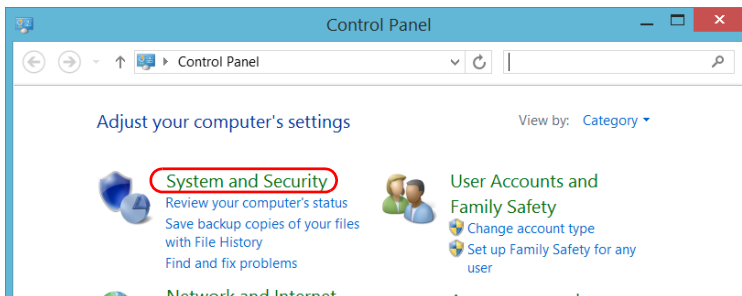 Control Panel
Control Panel
Adjust your computer's settings
View by: Category
System and Security
Review your computer's status
Save backup copies of your files
with File History
Find and fix problems
User Accounts and
Family Safety
Change account type
Set up Family Safety for any
user
Network and Internet